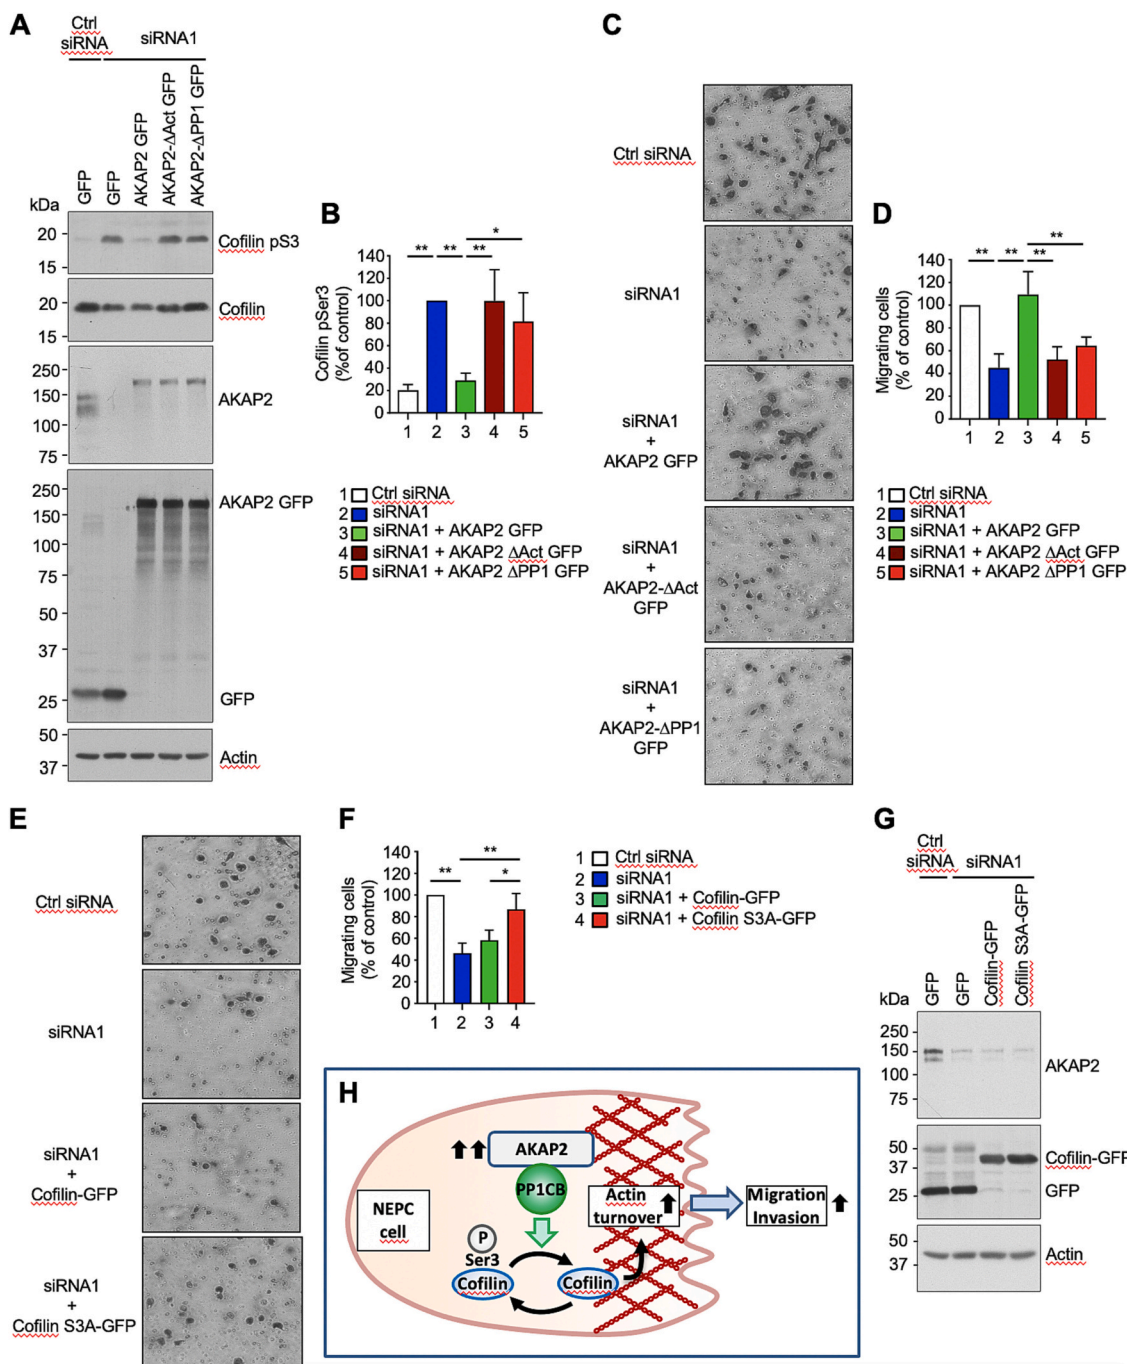 A
Ctrl
siRNA
siRNA1
GFP
GFP
AKAP2 GFP
AKAP2-ΔAct GFP
AKAP2-ΔPP1 GFP
kDa
20
15
Cofilin pS3
20
15
Cofilin
250
150
100
75
AKAP2
250
150
100
75
50
37
25
AKAP2 GFP
GFP
50
37
Actin
B
Cofilin pSer3
(%of control)
140
120
100
80
60
40
20
0
** ** ** *
1 2 3 4 5
1 Ctrl siRNA
2 siRNA1
3 siRNA1 + AKAP2 GFP
4 siRNA1 + AKAP2 ΔAct GFP
5 siRNA1 + AKAP2 ΔPP1 GFP
C
Ctrl siRNA
siRNA1
siRNA1
+
AKAP2 GFP
siRNA1
+
AKAP2-ΔAct
GFP
siRNA1
+
AKAP2-ΔPP1
GFP
D
Migrating cells
(% of control)
140
120
100
80
60
40
20
0
** ** ** **
1 2 3 4 5
1 Ctrl siRNA
2 siRNA1
3 siRNA1 + AKAP2 GFP
4 siRNA1 + AKAP2 ΔAct GFP
5 siRNA1 + AKAP2 ΔPP1 GFP
E
Ctrl siRNA
siRNA1
siRNA1
+
Cofilin-GFP
siRNA1
+
Cofilin S3A-GFP
F
Migrating cells
(% of control)
140
120
100
80
60
40
20
0
** ** *
1 2 3 4
1 Ctrl siRNA
2 siRNA1
3 siRNA1 + Cofilin-GFP
4 siRNA1 + Cofilin S3A-GFP
G
Ctrl
siRNA
siRNA1
GFP
GFP
Cofilin-GFP
Cofilin S3A-GFP
kDa
250
150
100
75
AKAP2
50
37
25
Cofilin-GFP
GFP
50
37
Actin
H
AKAP2
PP1CB
NEPC
cell
P
Ser3
Cofilin
Cofilin
Actin
turnover
Migration
Invasion